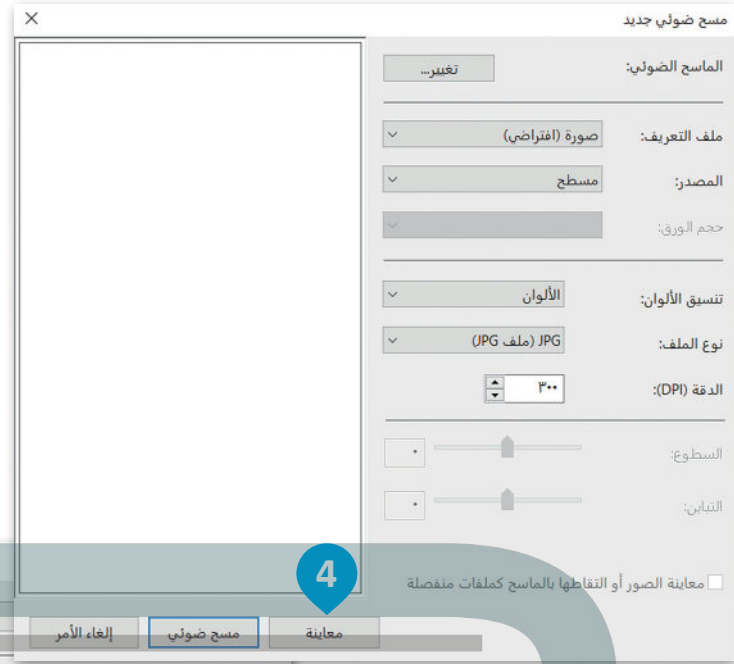 مسح ضوئي جديد
الماسح الضوئي: تغيير...
ملف التعريف: صورة (افتراضي)
المصدر: مسطح
حجم الورق:
تنسيق الألوان: الألوان
نوع الملف: JPG (ملف JPG)
الدقة (DPI): ٣٠٠
السطوع: ٠
التباين: ٠
معاينة الصور أو التقاطها بالماسح كملفات منفصلة
4
معاينة مسح ضوئي إلغاء الأمر